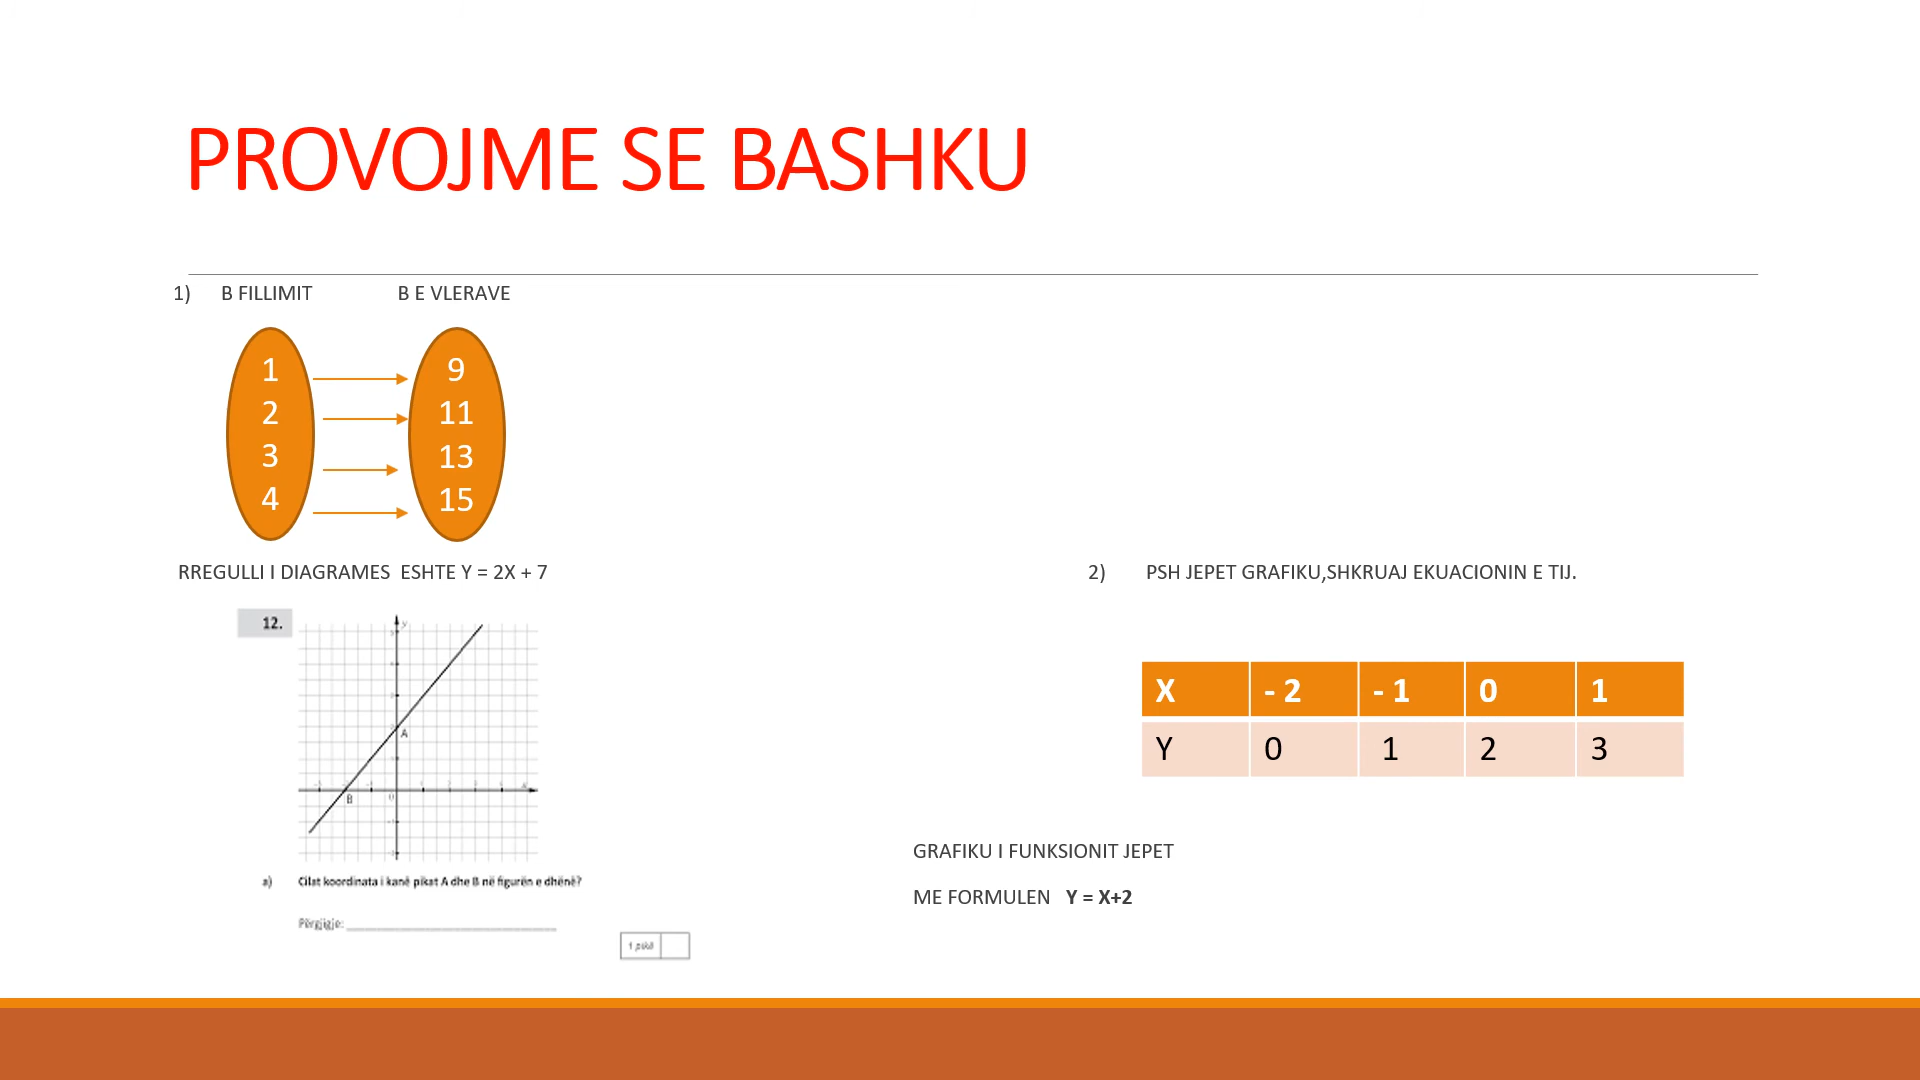 PROVOJME SE BASHKU
1) B FILLIMIT B E VLERAVE
1 9
2 11
3 13
4 15
RREGULLI I DIAGRAMES ESHTE Y = 2X + 7
2) PSH JEPET GRAFIKU,SHKRUAJ EKUACIONIN E TIJ.
12.
y
A
B
0
X - 2 - 1 0 1
Y 0 1 2 3
GRAFIKU I FUNKSIONIT JEPET
ME FORMULEN Y = X+2
a) Cilat koordinata i kanë pikat A dhe B në figurën e dhënë?
Përgjigje:
1 pikë